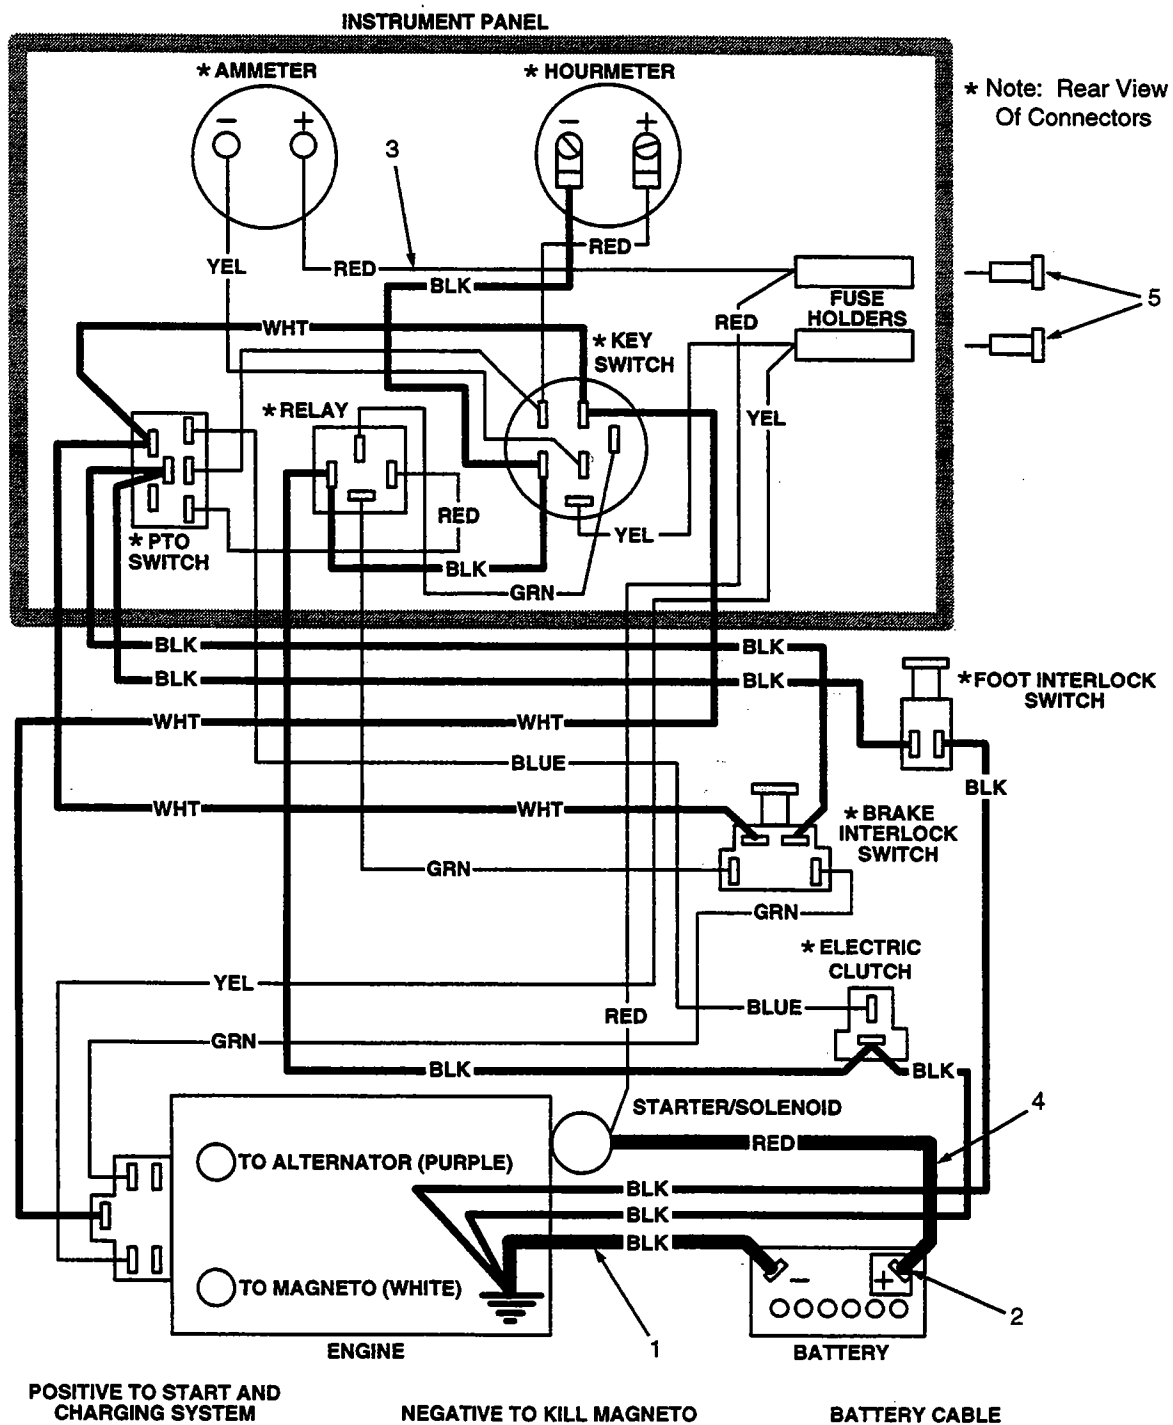 INSTRUMENT PANEL
* AMMETER
* HOURMETER
* Note: Rear View
Of Connectors
− +
− +
3
RED
YEL
RED
BLK
5
FUSE
HOLDERS
RED
WHT
* KEY
SWITCH
* RELAY
YEL
RED
YEL
* PTO
SWITCH
BLK
GRN
BLK
BLK
BLK
BLK
* FOOT INTERLOCK
SWITCH
WHT
WHT
BLUE
BLK
WHT
WHT
* BRAKE
INTERLOCK
SWITCH
GRN
GRN
* ELECTRIC
CLUTCH
YEL
BLUE
RED
GRN
BLK
BLK
4
STARTER/SOLENOID
RED
TO ALTERNATOR (PURPLE)
BLK
BLK
BLK
− +
TO MAGNETO (WHITE)
2
1
ENGINE
BATTERY
POSITIVE TO START AND
CHARGING SYSTEM
NEGATIVE TO KILL MAGNETO
BATTERY CABLE